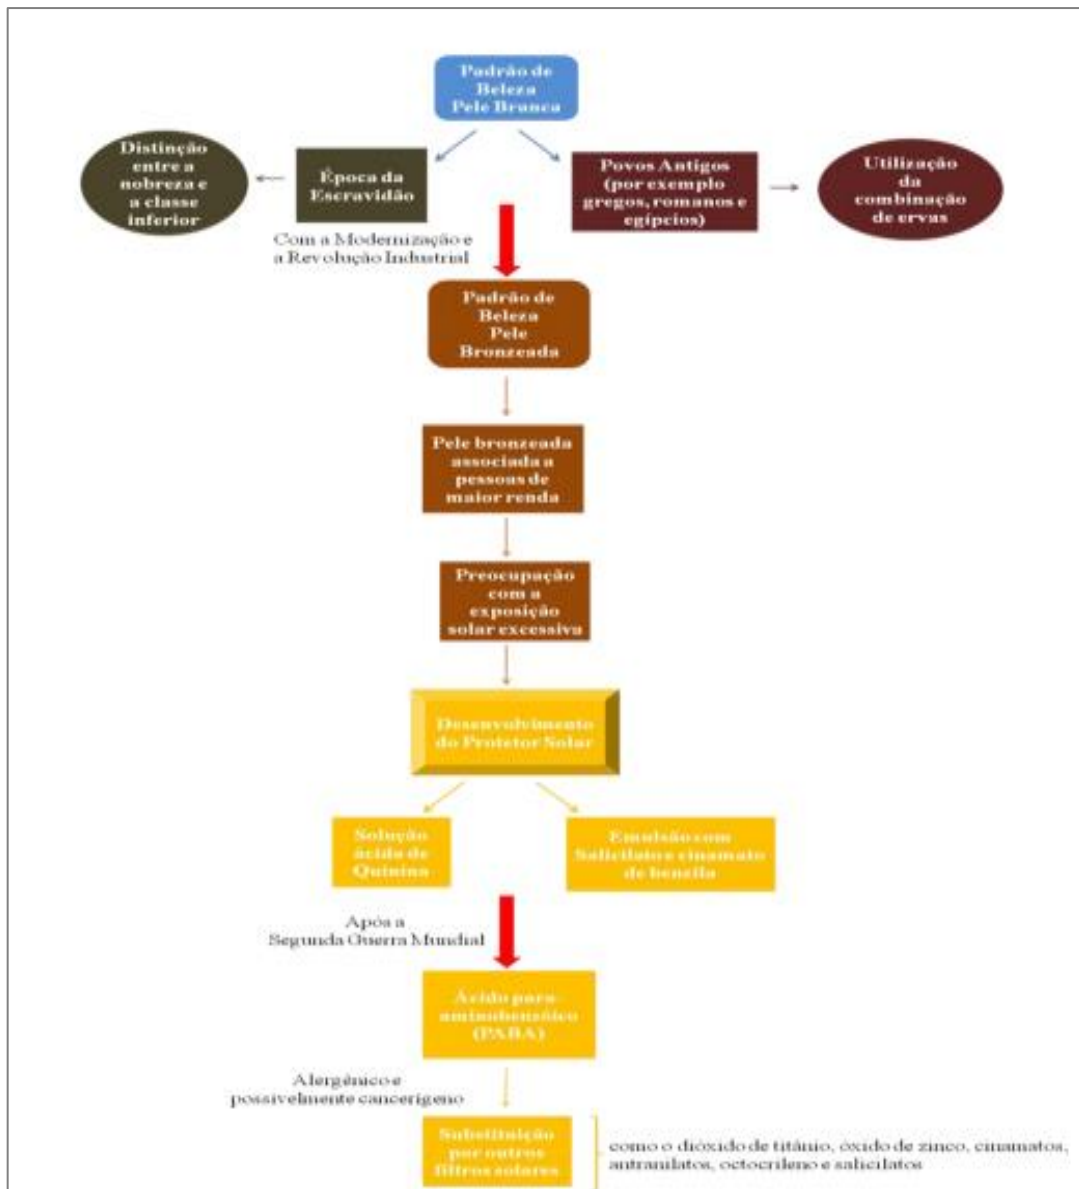 Padrão de
Beleza
Pele Branca
Distinção
entre a
nobreza e
a classe
inferior
Época da
Escravidão
Povos Antigos
(por exemplo
gregos, romanos e
egípcios)
Utilização
da
combinação
de ervas
Com a Modernização e
a Revolução Industrial
Padrão de
Beleza
Pele
Bronzeada
Pele bronzeada
associada a
pessoas de
maior renda
Preocupação
com a
exposição
solar excessiva
Desenvolvimento
do Protetor Solar
Solução
ácida de
Quinina
Emulsão com
Salicilato e cinamato
de benzila
Após a
Segunda Guerra Mundial
Ácido para-
aminobenzóico
(PABA)
Alergênico e
possivelmente cancerígeno
Substituição
por outros
filtros solares
como o dióxido de titânio, óxido de zinco, cinamatos,
antranilatos, octocrileno e salicilatos